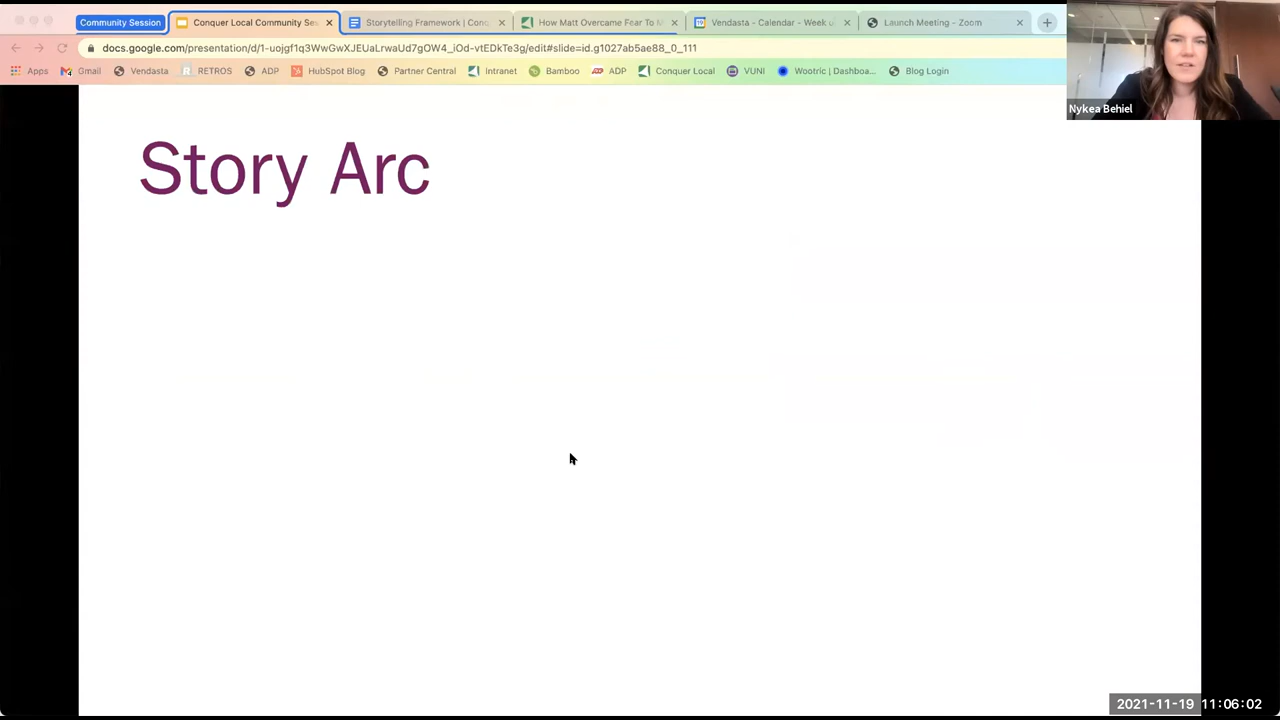 Community Session
Conquer Local Community Ses
Storytelling Framework | Conq
How Matt Overcame Fear To M
Vendasta - Calendar - Week o
Launch Meeting - Zoom
docs.google.com/presentation/d/1-uojgf1q3WwGwXJEUaLrwaUd7gOW4_iOd-vtEDkTe3g/edit#slide=id.g1027ab5ae88_0_111
Apps
Gmail
Vendasta
RETROS
ADP
HubSpot Blog
Partner Central
Intranet
Bamboo
ADP
Conquer Local
VUNI
Wootric | Dashboa...
Blog Login
Nykea Behiel
Story Arc
2021-11-19 11:06:02